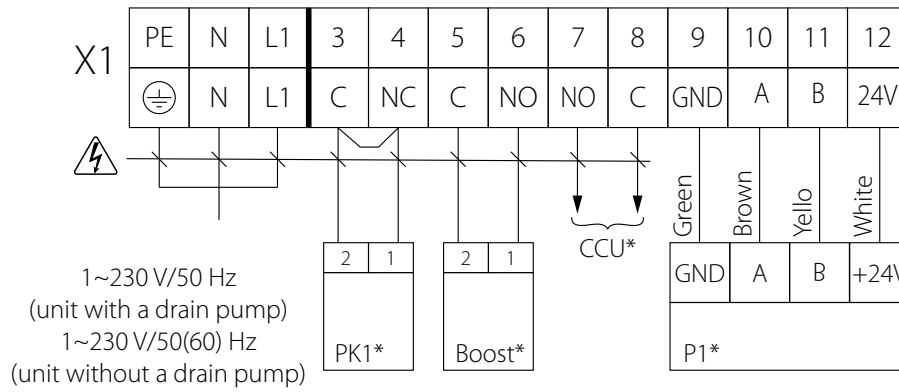 X1
PE N L1 3 4 5 6 7 8 9 10 11 12
N L1 C NC C NO NO C GND A B 24V
Green Brown Yello White
CCU*
2 1 2 1
GND A B +24V
1~230 V/50 Hz
(unit with a drain pump)
1~230 V/50(60) Hz
(unit without a drain pump)
PK1* Boost* P1*